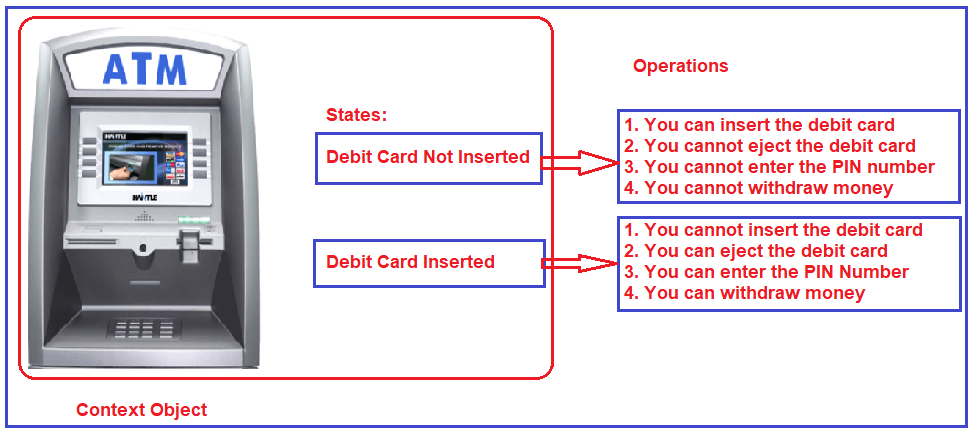 ATM
HANTLE
HANTLE
States:
Debit Card Not Inserted
Debit Card Inserted
Context Object
Operations
1. You can insert the debit card
2. You cannot eject the debit card
3. You cannot enter the PIN number
4. You cannot withdraw money
1. You cannot insert the debit card
2. You can eject the debit card
3. You can enter the PIN Number
4. You can withdraw money